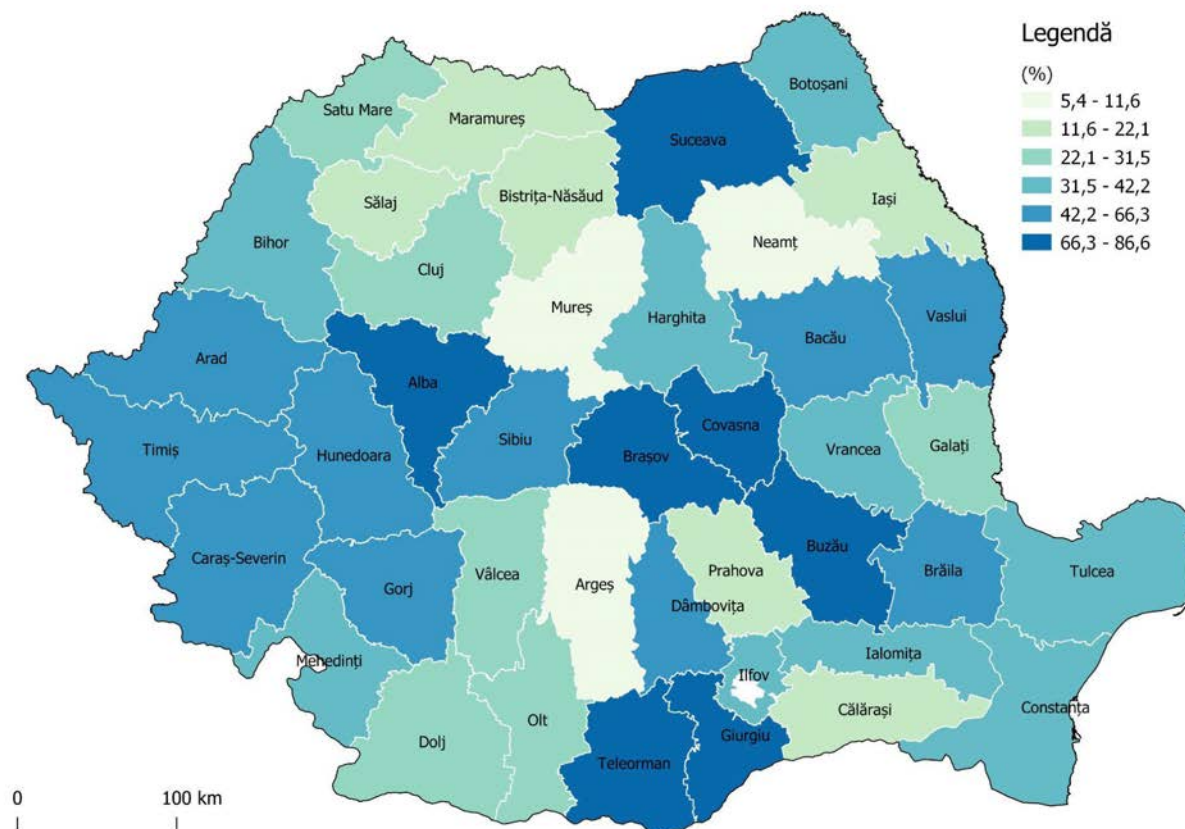 Legendă
(%)
5,4 - 11,6
11,6 - 22,1
22,1 - 31,5
31,5 - 42,2
42,2 - 66,3
66,3 - 86,6
Botoșani
Satu Mare
Maramureș
Suceava
Sălaj
Bistrița-Năsăud
Iași
Bihor
Neamț
Cluj
Mureș
Harghita
Vaslui
Bacău
Arad
Alba
Covasna
Timiș
Hunedoara
Sibiu
Brașov
Vrancea
Galați
Caraș-Severin
Gorj
Vâlcea
Argeș
Prahova
Buzău
Brăila
Tulcea
Dâmbovița
Mehedinți
Ilfov
Ialomița
Călărași
Constanța
Dolj
Olt
Giurgiu
Teleorman
0 100 km